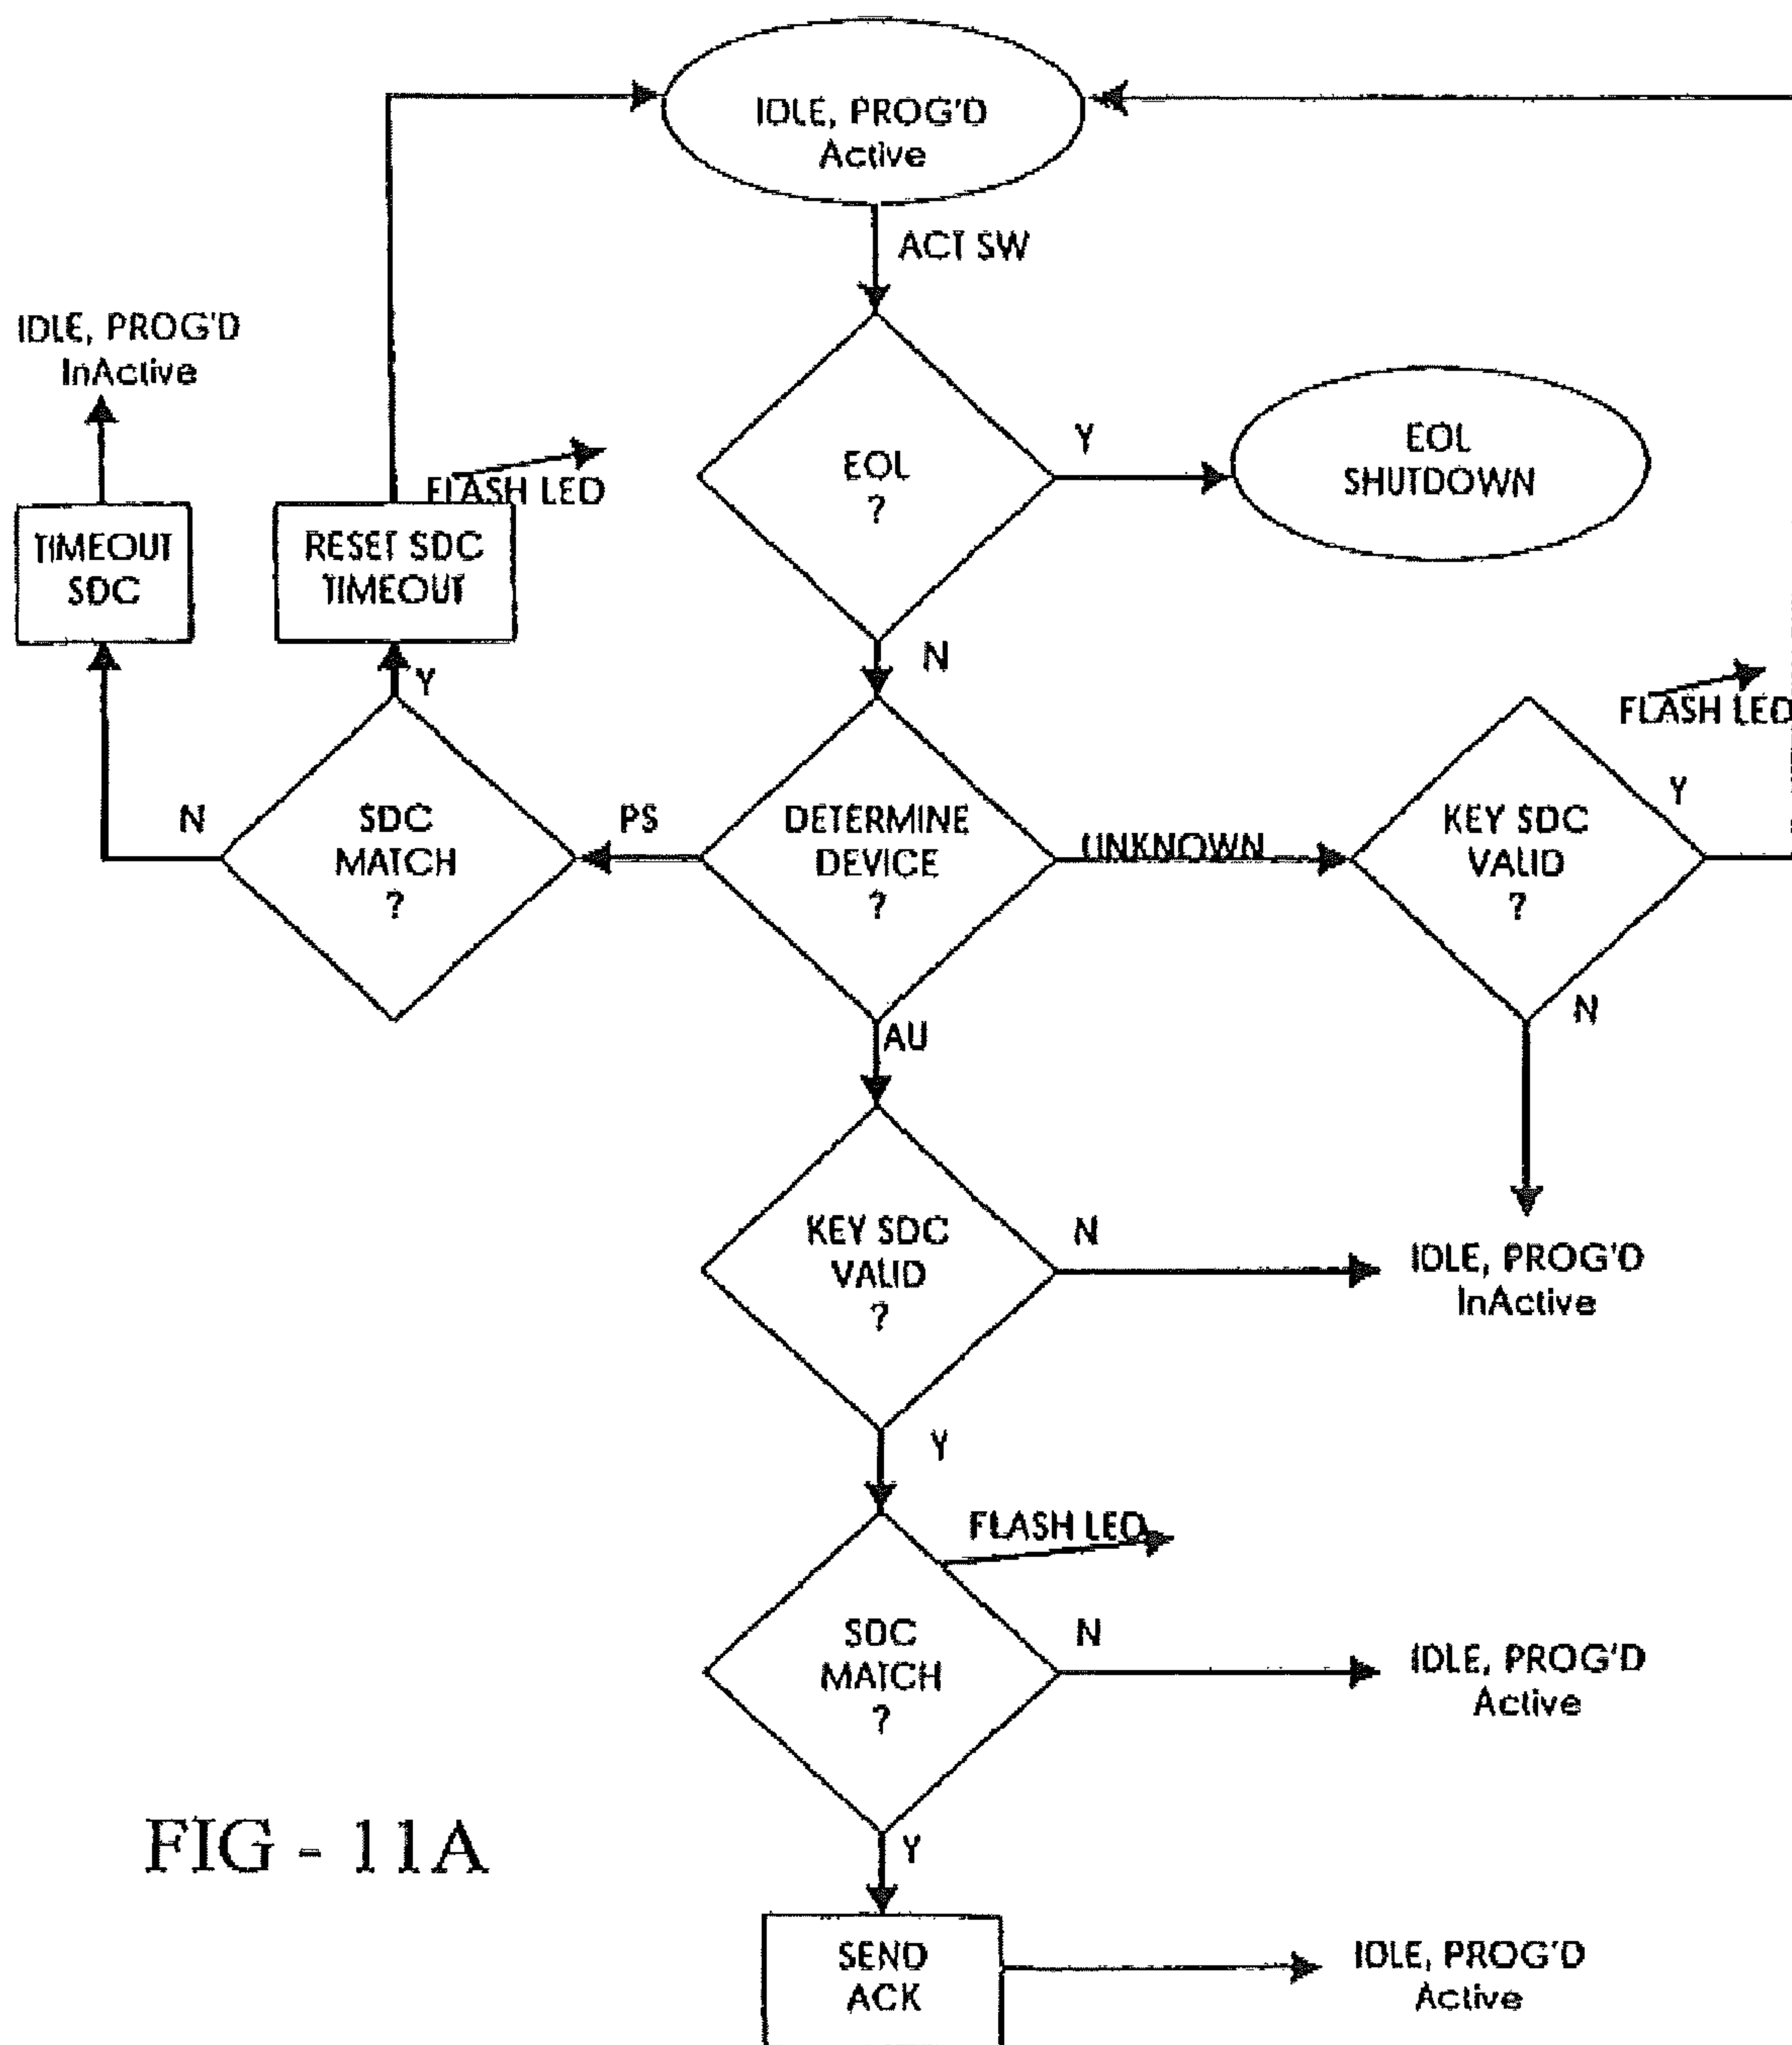 IDLE, PROG'D
Active
ACT SW
IDLE, PROG'D
InActive
EOL
?
Y
EOL
SHUTDOWN
FLASH LED
TIMEOUT
SDC
RESET SDC
TIMEOUT
N
Y
FLASH LED
N
SDC
MATCH
?
PS
DETERMINE
DEVICE
?
UNKNOWN
KEY SDC
VALID
?
Y
N
AU
KEY SDC
VALID
?
N
IDLE, PROG'D
InActive
Y
FLASH LED
SDC
MATCH
?
N
IDLE, PROG'D
Active
FIG - 11A
Y
SEND
ACK
IDLE, PROG'D
Active